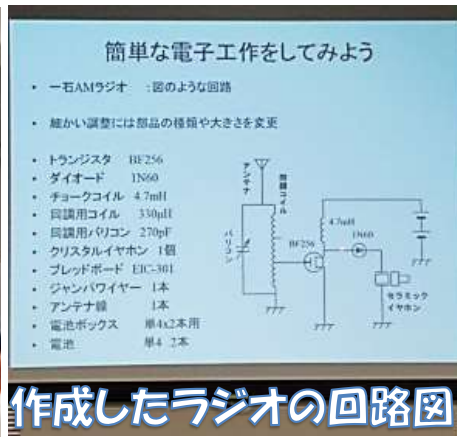 簡単な電子工作をしてみよう
・ 一石AMラジオ ：図のような回路
・ 細かい調整には部品の種類や大きさを変更
・ トランジスタ BF256
・ ダイオード 1N60
・ チョークコイル 4.7mH
・ 同調用コイル 330μH
・ 同調用バリコン 270pF
・ クリスタルイヤホン 1個
・ ブレッドボード EIC-301
・ ジャンパワイヤー 1本
・ アンテナ線 1本
・ 電池ボックス 単4x2本用
・ 電池 単4 2本
アンテナ
同調コイル
バリコン
BF256
4.7mH
1N60
セラミック
イヤホン
作成したラジオの回路図